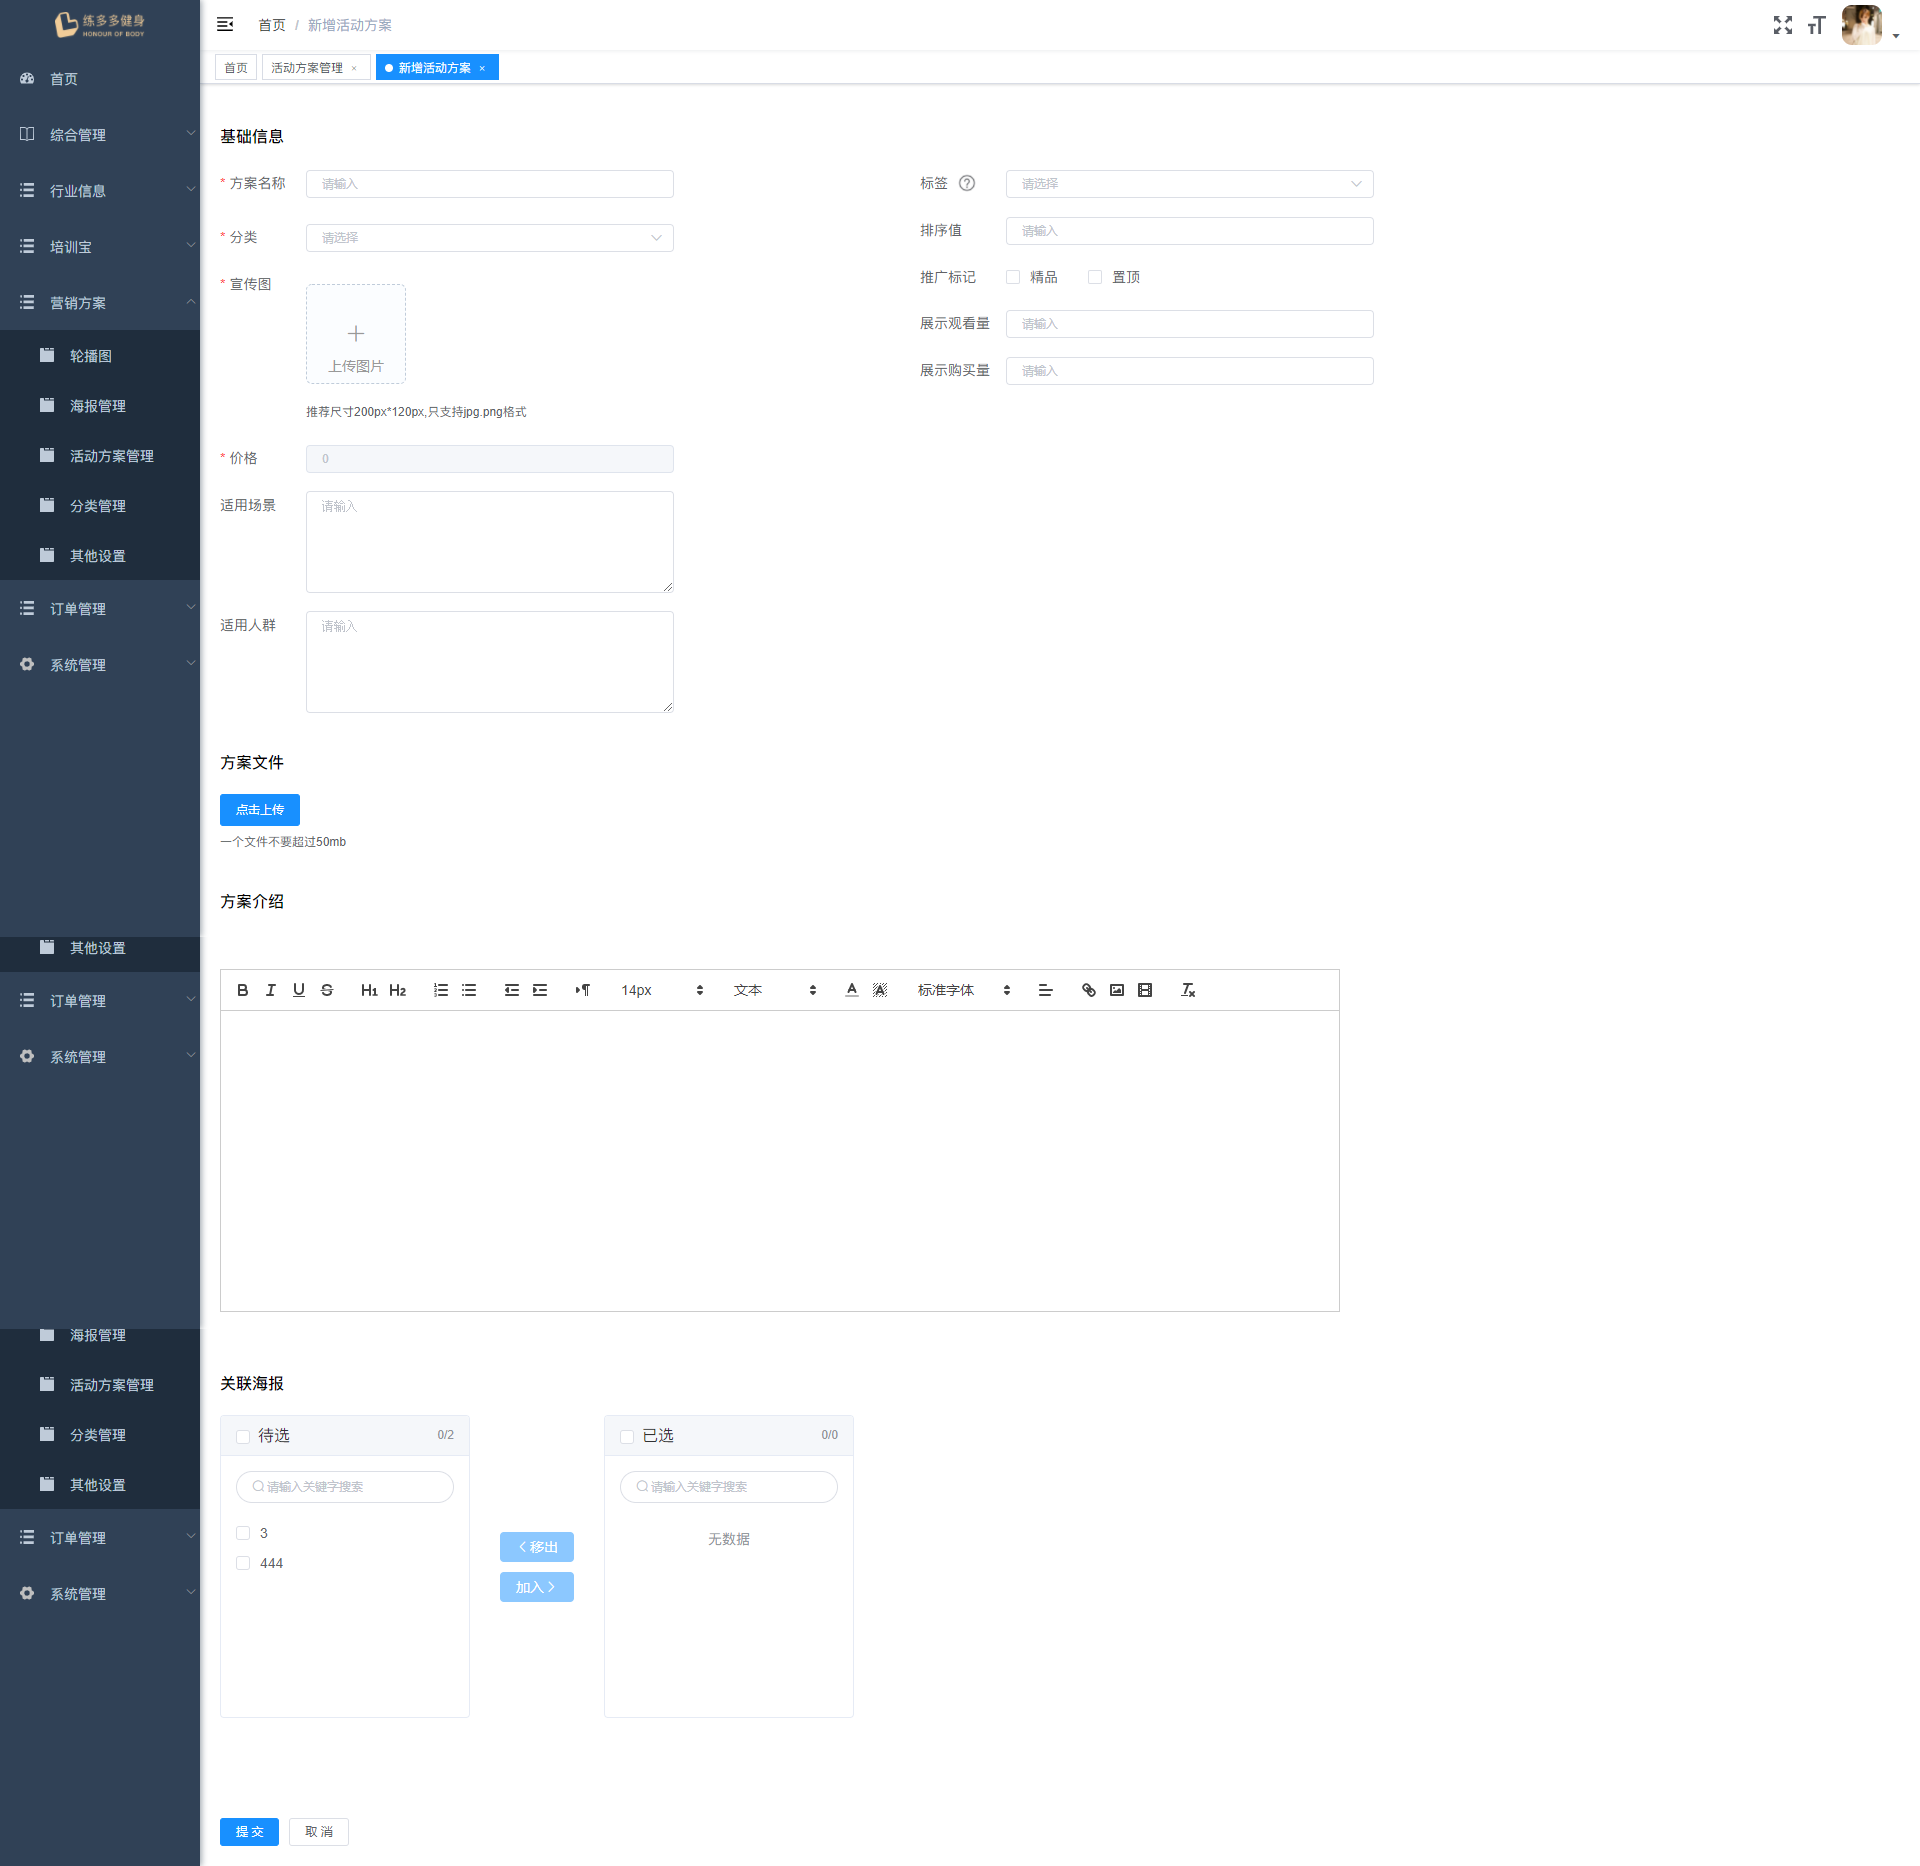 练多多健身
HONOUR OF BODY
首页
综合管理
行业信息
培训宝
营销方案
轮播图
海报管理
活动方案管理
分类管理
其他设置
订单管理
系统管理
其他设置
订单管理
系统管理
海报管理
活动方案管理
分类管理
其他设置
订单管理
系统管理
首页 / 新增活动方案
首页 活动方案管理 × 新增活动方案 ×
基础信息
* 方案名称 请输入
* 分类 请选择
* 宣传图
上传图片
推荐尺寸200px*120px,只支持jpg.png格式
* 价格 0
适用场景 请输入
适用人群 请输入
标签 请选择
排序值 请输入
推广标记 精品 置顶
展示观看量 请输入
展示购买量 请输入
方案文件
点击上传
一个文件不要超过50mb
方案介绍
B I U S H1 H2 14px 文本 A A 标准字体
关联海报
待选 0/2
请输入关键字搜索
3
444
移出
加入
已选 0/0
请输入关键字搜索
无数据
提 交 取 消